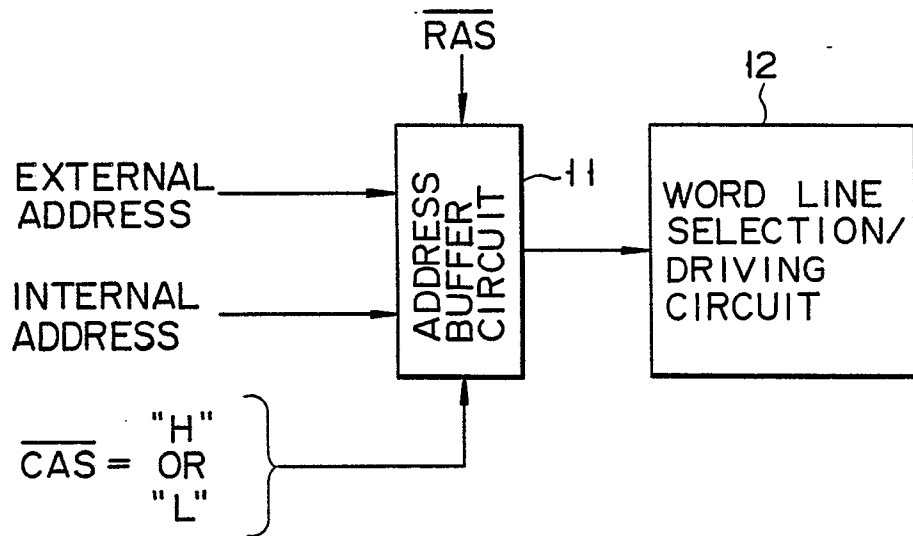 RAS
12
EXTERNAL
ADDRESS
11
ADDRESS
BUFFER
CIRCUIT
WORD LINE
SELECTION/
DRIVING
CIRCUIT
INTERNAL
ADDRESS
"H"
CAS = OR
"L"